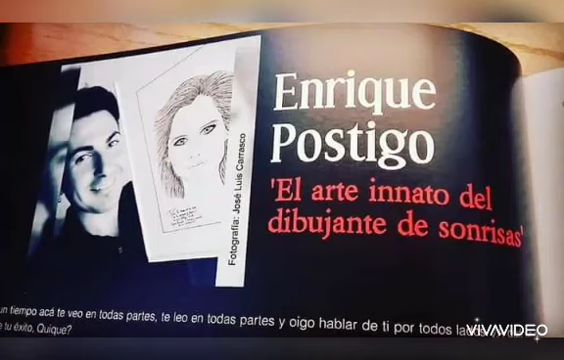 Enrique
Postigo
'El arte innato del
dibujante de sonrisas'
Fotografía: José Luis Carrasco
un tiempo acá te veo en todas partes, te leo en todas partes y oigo hablar de ti por todos
e tu éxito, Quique?
VIVAVIDEO